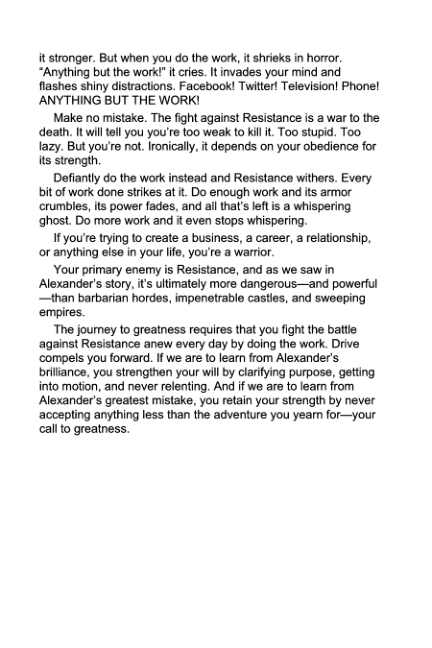 it stronger. But when you do the work, it shrieks in horror.
“Anything but the work!” it cries. It invades your mind and
flashes shiny distractions. Facebook! Twitter! Television! Phone!
ANYTHING BUT THE WORK!
Make no mistake. The fight against Resistance is a war to the
death. It will tell you you’re too weak to kill it. Too stupid. Too
lazy. But you’re not. Ironically, it depends on your obedience for
its strength.
Defiantly do the work instead and Resistance withers. Every
bit of work done strikes at it. Do enough work and its armor
crumbles, its power fades, and all that’s left is a whispering
ghost. Do more work and it even stops whispering.
If you’re trying to create a business, a career, a relationship,
or anything else in your life, you’re a warrior.
Your primary enemy is Resistance, and as we saw in
Alexander’s story, it’s ultimately more dangerous—and powerful
—than barbarian hordes, impenetrable castles, and sweeping
empires.
The journey to greatness requires that you fight the battle
against Resistance anew every day by doing the work. Drive
compels you forward. If we are to learn from Alexander’s
brilliance, you strengthen your will by clarifying purpose, getting
into motion, and never relenting. And if we are to learn from
Alexander’s greatest mistake, you retain your strength by never
accepting anything less than the adventure you yearn for—your
call to greatness.